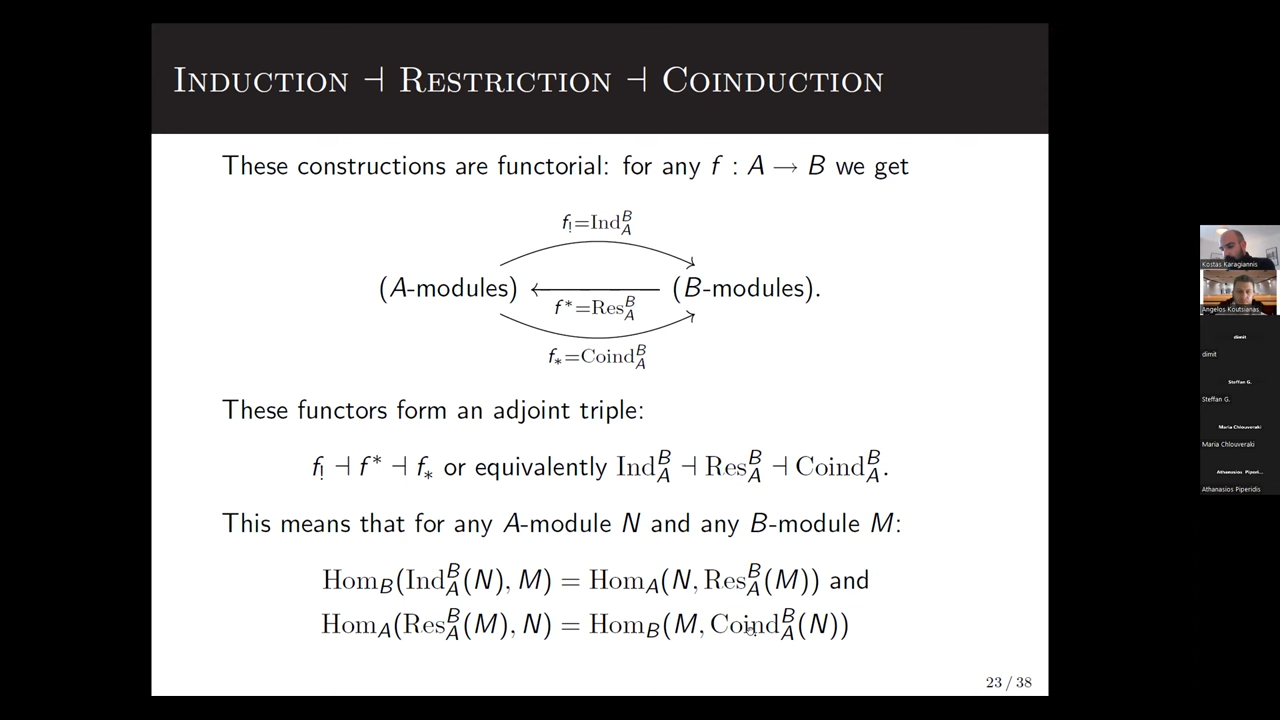 INDUCTION ⊣ RESTRICTION ⊣ COINDUCTION
These constructions are functorial: for any f : A → B we get
f_!=Ind_A^B
(A-modules) ← (B-modules).
f^*=Res_A^B
f_*=Coind_A^B
These functors form an adjoint triple:
f_! ⊣ f^* ⊣ f_* or equivalently Ind_A^B ⊣ Res_A^B ⊣ Coind_A^B.
This means that for any A-module N and any B-module M:
Hom_B(Ind_A^B(N), M) = Hom_A(N, Res_A^B(M)) and
Hom_A(Res_A^B(M), N) = Hom_B(M, Coind_A^B(N))
23 / 38
Kostas Karagiannis
Angelos Koutsianas
dimit
dimit
Steffan G.
Steffan G.
Maria Chlouveraki
Maria Chlouveraki
Athanasios Piperi...
Athanasios Piperidis